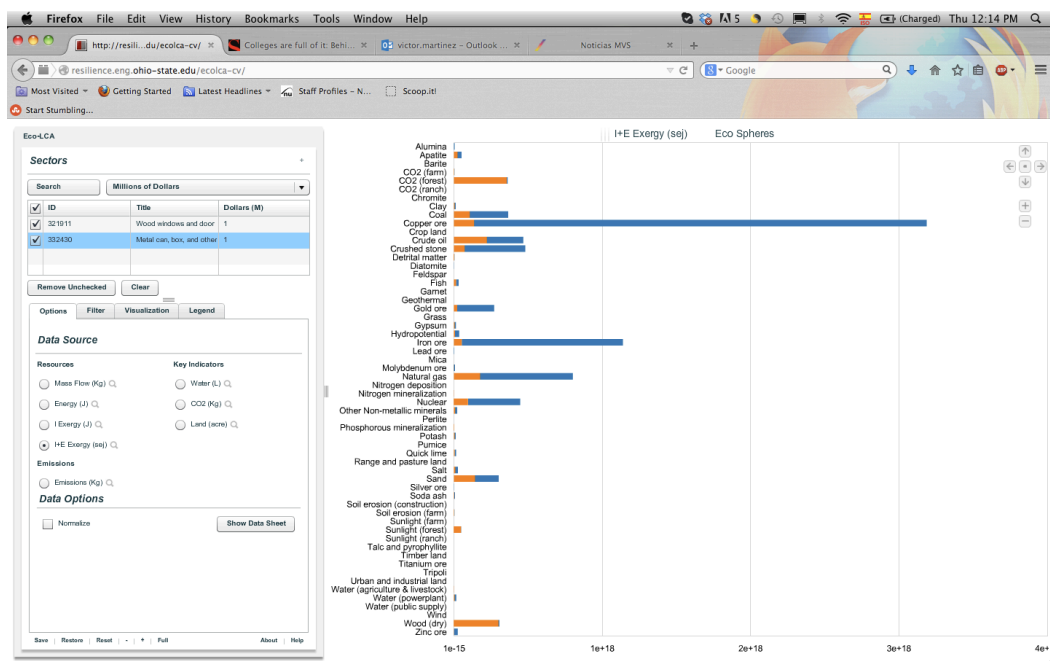 Firefox File Edit View History Bookmarks Tools Window Help
5 (Charged) Thu 12:14 PM
http://resili...du/ecolca-cv/ × Colleges are full of it: Behi... × victor.martinez – Outlook ... × Noticias MVS × +
resilience.eng.ohio-state.edu/ecolca-cv/ Google
Most Visited Getting Started Latest Headlines Staff Profiles – N... Scoop.it!
Start Stumbling...
Eco-LCA
Sectors
Search Millions of Dollars
ID Title Dollars (M)
321911 Wood windows and door 1
332430 Metal can, box, and other 1
Remove Unchecked Clear
Options Filter Visualization Legend
Data Source
Resources Key Indicators
Mass Flow (Kg) Water (L)
Energy (J) CO2 (Kg)
I Exergy (J) Land (acre)
I+E Exergy (sej)
Emissions
Emissions (Kg)
Data Options
Normalize Show Data Sheet
Save | Restore | Reset | - | + | Full About | Help
I+E Exergy (sej) Eco Spheres
Alumina
Apatite
Barite
CO2 (farm)
CO2 (forest)
CO2 (ranch)
Chromite
Clay
Coal
Copper ore
Crop land
Crude oil
Crushed stone
Detrital matter
Diatomite
Feldspar
Fish
Garnet
Geothermal
Gold ore
Grass
Gypsum
Hydropotential
Iron ore
Lead ore
Mica
Molybdenum ore
Natural gas
Nitrogen deposition
Nitrogen mineralization
Nuclear
Other Non-metallic minerals
Perlite
Phosphorous mineralization
Potash
Pumice
Quick lime
Range and pasture land
Salt
Sand
Silver ore
Soda ash
Soil erosion (construction)
Soil erosion (farm)
Sunlight (farm)
Sunlight (forest)
Sunlight (ranch)
Talc and pyrophyllite
Timber land
Titanium ore
Tripoli
Urban and industrial land
Water (agriculture & livestock)
Water (powerplant)
Water (public supply)
Wind
Wood (dry)
Zinc ore
1e-15 1e+18 2e+18 3e+18 4e+